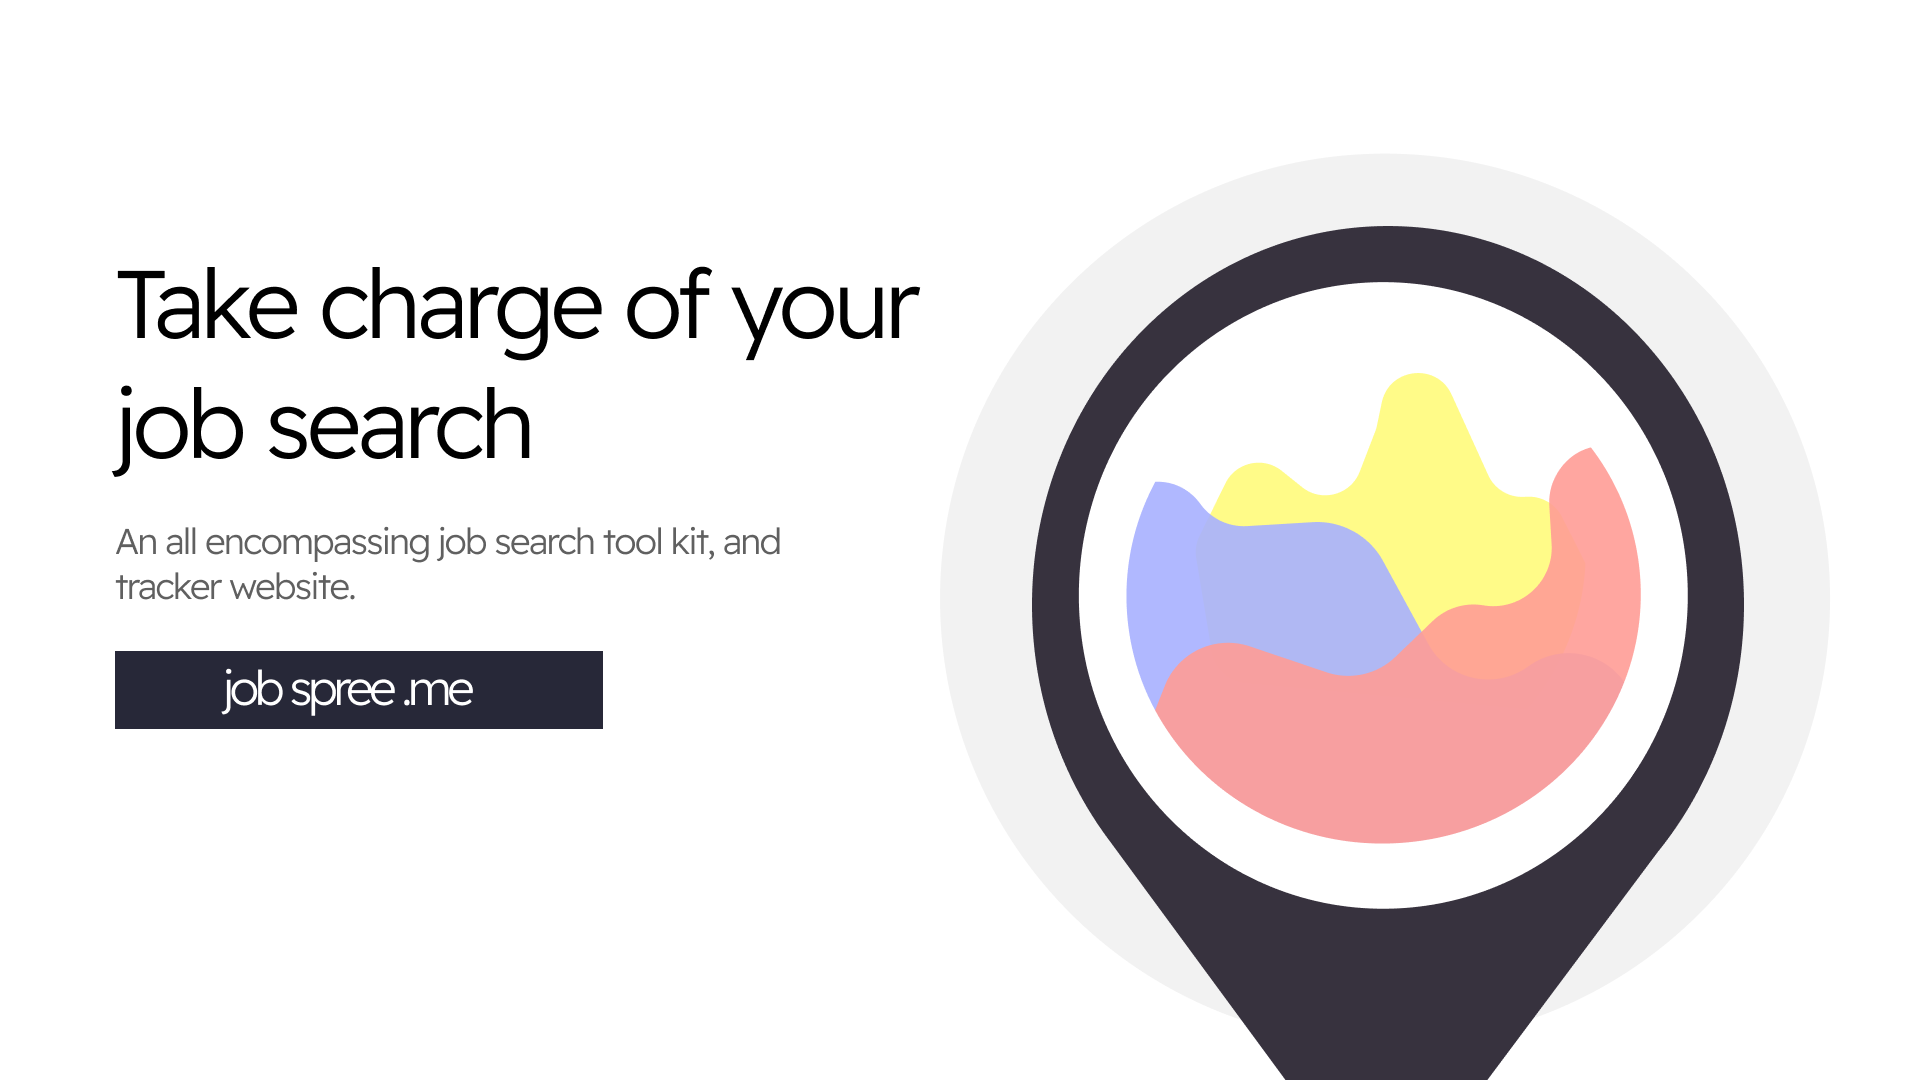 Take charge of your
job search
An all encompassing job search tool kit, and
tracker website.
job spree .me